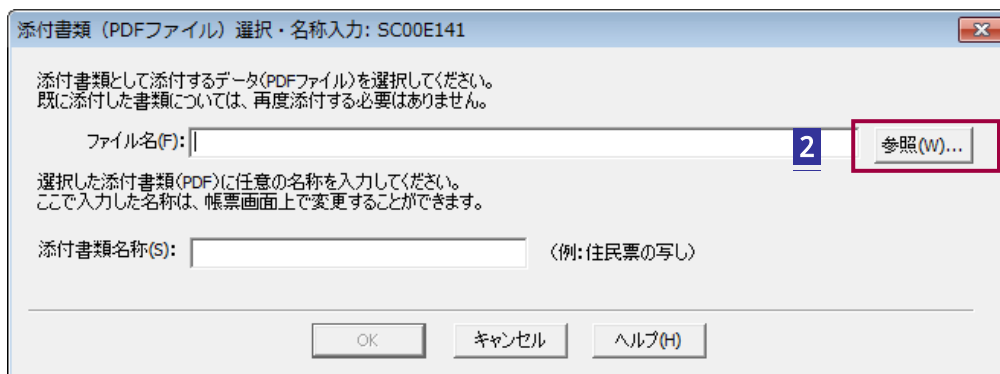 添付書類（PDFファイル）選択・名称入力: SC00E141
添付書類として添付するデータ(PDFファイル)を選択してください。
既に添付した書類については、再度添付する必要はありません。
ファイル名(F):
2
参照(W)...
選択した添付書類(PDF)に任意の名称を入力してください。
ここで入力した名称は、帳票画面上で変更することができます。
添付書類名称(S):
（例:住民票の写し）
OK
キャンセル
ヘルプ(H)